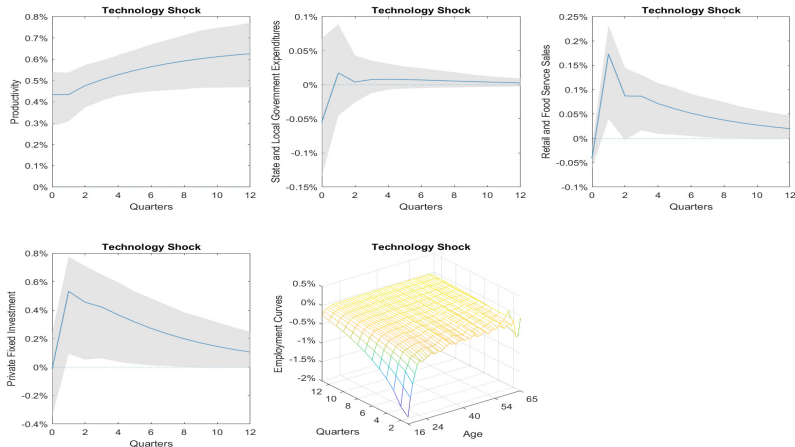 Technology Shock
Productivity
0.8%
0.7%
0.6%
0.5%
0.4%
0.3%
0.2%
0.1%
0%
0 2 4 6 8 10 12
Quarters
Technology Shock
State and Local Government Expenditures
0.1%
0.05%
0%
-0.05%
-0.1%
-0.15%
0 2 4 6 8 10 12
Quarters
Technology Shock
Retail and Food Servce Sales
0.25%
0.2%
0.15%
0.1%
0.05%
0%
0.05%
-0.1%
0 2 4 6 8 10 12
Quarters
Technology Shock
Private Fixed Investment
0.8%
0.6%
0.4%
0.2%
0%
-0.2%
-0.4%
0 2 4 6 8 10 12
Quarters
Technology Shock
Employment Curves
0.5%
0%
-0.5%
-1%
-1.5%
-2%
12 10 8 6 4 2
Quarters
16 24 40 54 65
Age